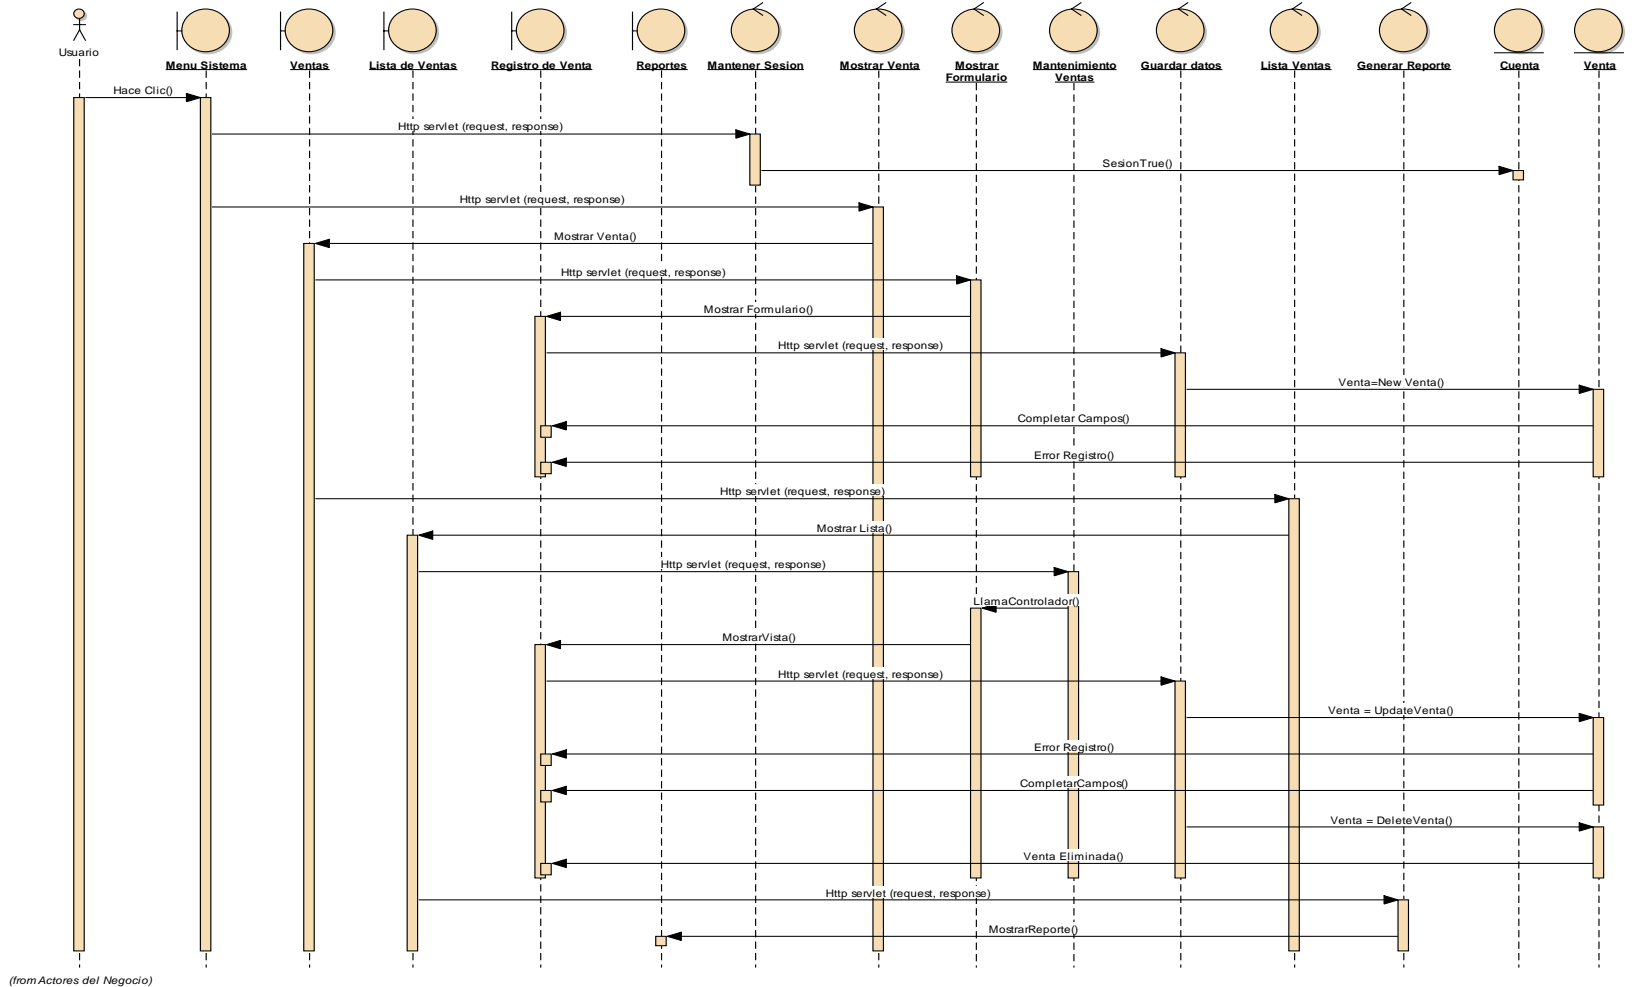 Usuario
Menu Sistema
Ventas
Lista de Ventas
Registro de Venta
Reportes
Mantener Sesion
Mostrar Venta
Mostrar
Formulario
Mantenimiento
Ventas
Guardar datos
Lista Ventas
Generar Reporte
Cuenta
Venta
Hace Clic()
Http servlet (request, response)
SesionTrue()
Http servlet (request, response)
Mostrar Venta()
Http servlet (request, response)
Mostrar Formulario()
Http servlet (request, response)
Venta=New Venta()
Completar Campos()
Error Registro()
Http servlet (request, response)
Mostrar Lista()
Http servlet (request, response)
LlamaControlador()
MostrarVista()
Http servlet (request, response)
Venta = UpdateVenta()
Error Registro()
CompletarCampos()
Venta = DeleteVenta()
Venta Eliminada()
Http servlet (request, response)
MostrarReporte()
(from Actores del Negocio)